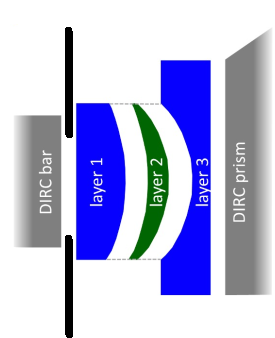 DIRC bar
layer 1
layer 2
layer 3
DIRC prism